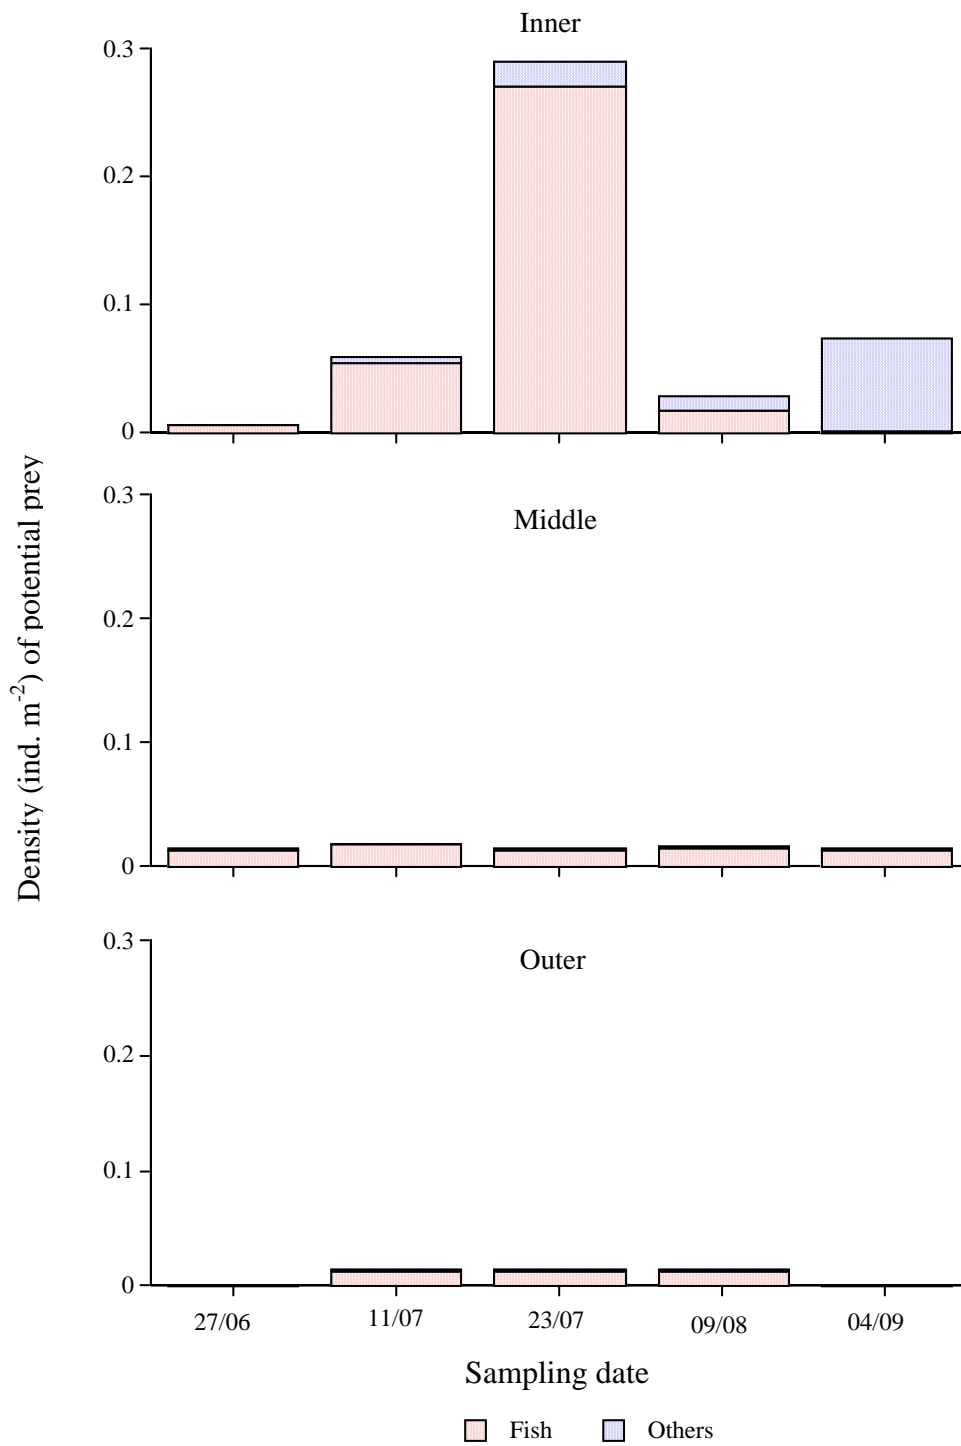 Inner
0.3
0.2
0.1
0
Middle
0.3
0.2
0.1
0
Outer
0.3
0.2
0.1
0
27/06 11/07 23/07 09/08 04/09
Density (ind. m⁻²) of potential prey
Sampling date
Fish Others